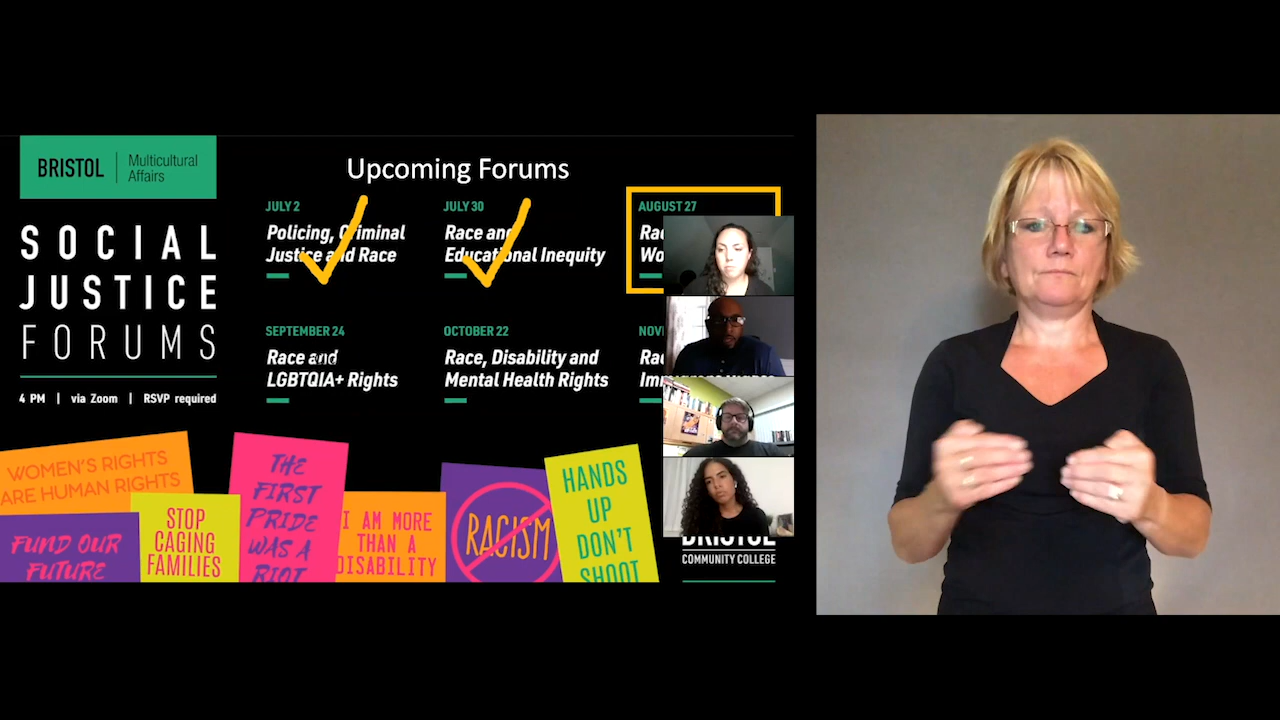 BRISTOL
Multicultural
Affairs
SOCIAL
JUSTICE
FORUMS
4 PM | via Zoom | RSVP required
Upcoming Forums
JULY 2
Policing, Criminal
Justice and Race
JULY 30
Race and
Educational Inequity
AUGUST 27
SEPTEMBER 24
Race and
LGBTQIA+ Rights
OCTOBER 22
Race, Disability and
Mental Health Rights
WOMEN'S RIGHTS
ARE HUMAN RIGHTS
FUND OUR
FUTURE
STOP
CAGING
FAMILIES
THE
FIRST
PRIDE
WAS A
RIOT
I AM MORE
THAN A
DISABILITY
RACISM
HANDS
UP
DON'T
SHOOT
BRISTOL
COMMUNITY COLLEGE